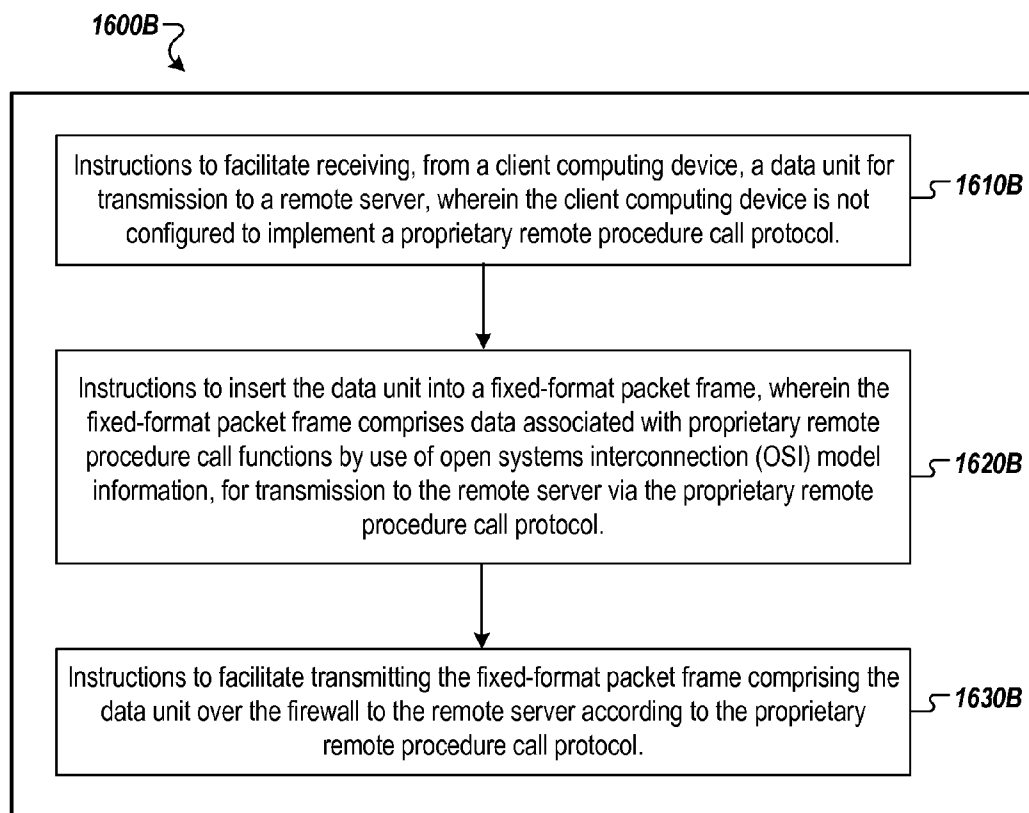 1600B
Instructions to facilitate receiving, from a client computing device, a data unit for
transmission to a remote server, wherein the client computing device is not
configured to implement a proprietary remote procedure call protocol.
1610B
Instructions to insert the data unit into a fixed-format packet frame, wherein the
fixed-format packet frame comprises data associated with proprietary remote
procedure call functions by use of open systems interconnection (OSI) model
information, for transmission to the remote server via the proprietary remote
procedure call protocol.
1620B
Instructions to facilitate transmitting the fixed-format packet frame comprising the
data unit over the firewall to the remote server according to the proprietary
remote procedure call protocol.
1630B